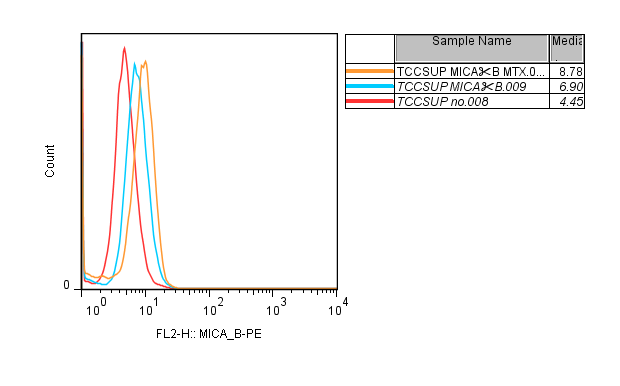 Sample Name Media
TCCSUP MICA B MTX.0... 8.78
TCCSUP MICA B.009 6.90
TCCSUP no.008 4.45
Count
0
10^0 10^1 10^2 10^3 10^4
FL2-H:: MICA_B-PE